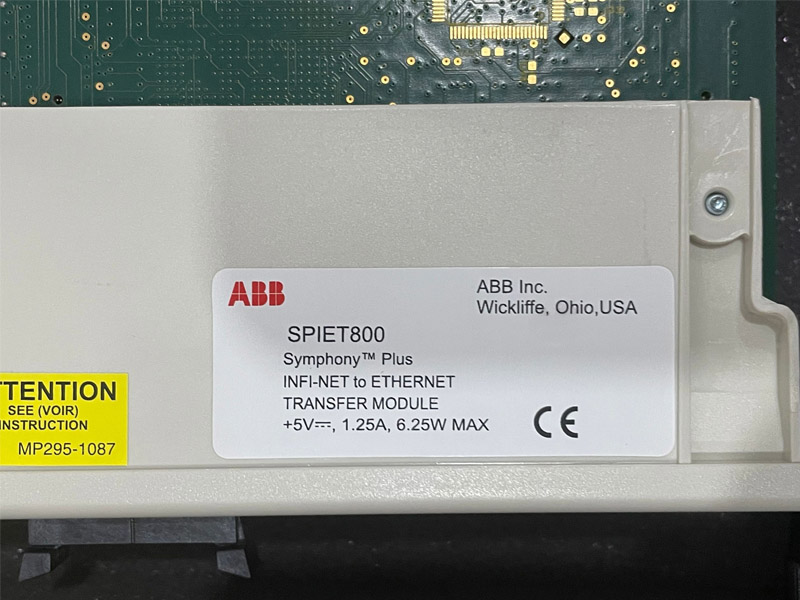 ABB
ABB Inc.
Wickliffe, Ohio,USA
SPIET800
Symphony™ Plus
INFI-NET to ETHERNET
TRANSFER MODULE
+5V⎓, 1.25A, 6.25W MAX
CE
TTENTION
SEE (VOIR)
INSTRUCTION
MP295-1087